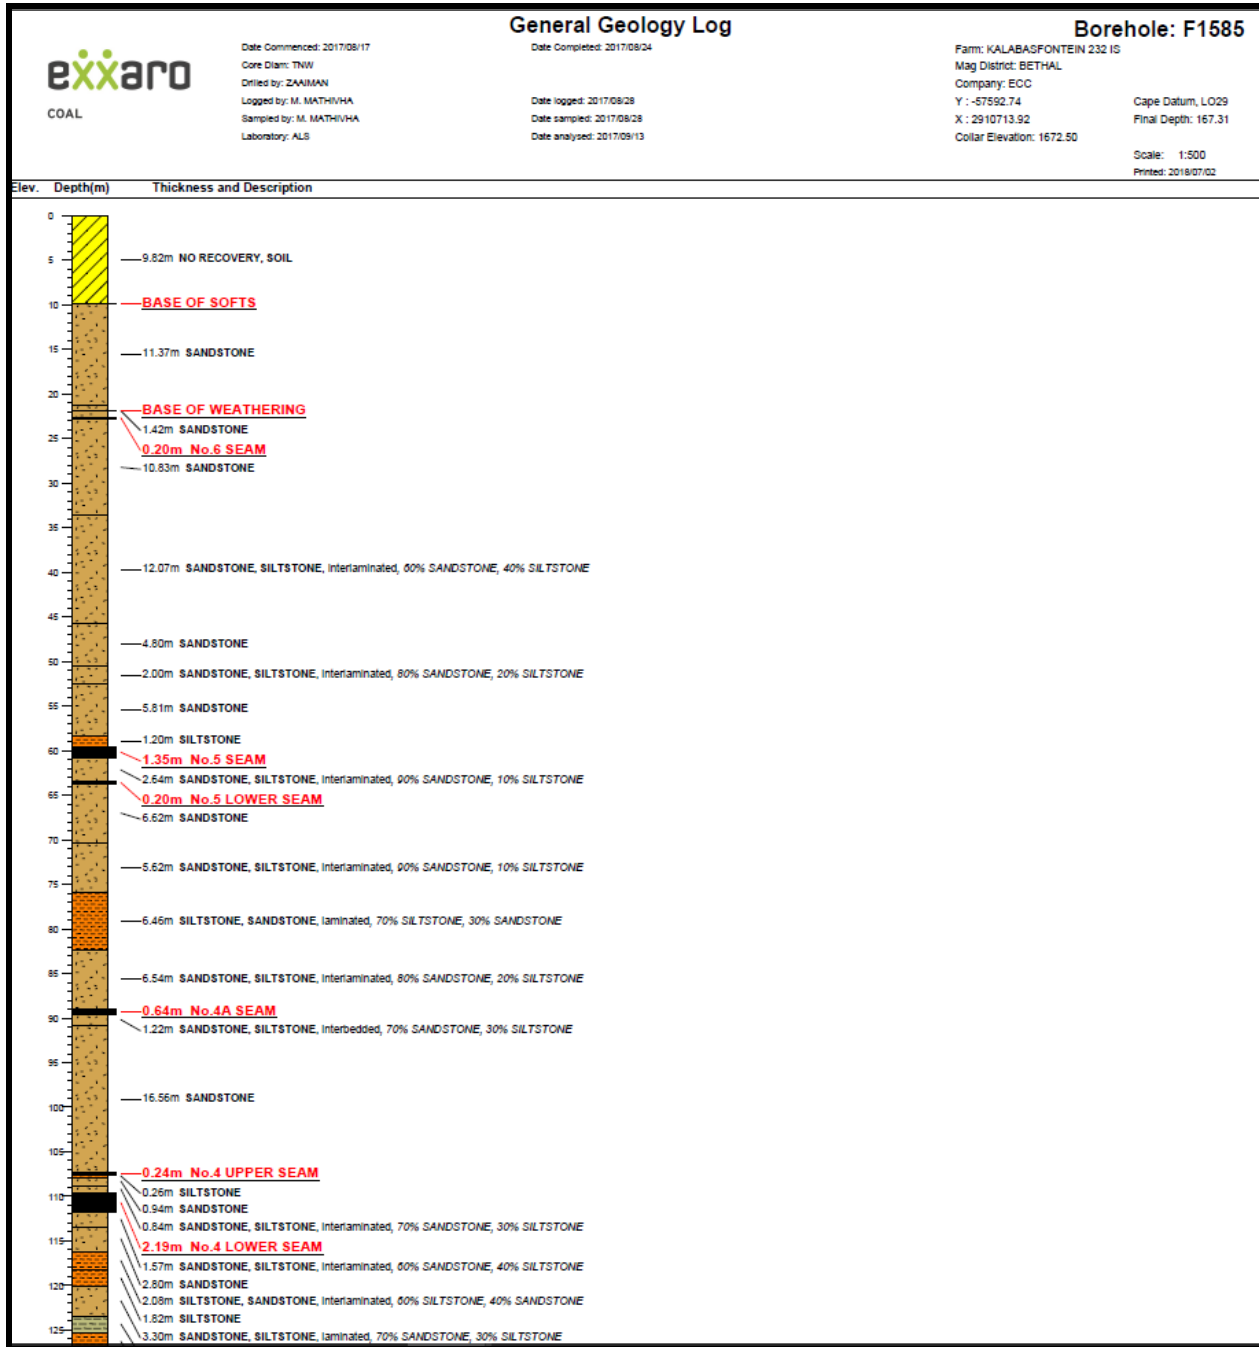 General Geology Log
Borehole: F1585
exxaro
COAL
Date Commenced: 2017/08/17
Core Diam: TNW
Drilled by: ZAAIMAN
Logged by: M. MATHIVHA
Sampled by: M. MATHIVHA
Laboratory: ALS
Date Completed: 2017/08/24
Date logged: 2017/08/28
Date sampled: 2017/08/28
Date analysed: 2017/09/13
Farm: KALABASFONTEIN 232 IS
Mag District: BETHAL
Company: ECC
Y : -57592.74
X : 2910713.92
Collar Elevation: 1672.50
Cape Datum, LO29
Final Depth: 167.31
Scale: 1:500
Printed: 2018/07/02
Elev. Depth(m) Thickness and Description
0
5 9.82m NO RECOVERY, SOIL
10 BASE OF SOFTS
15 11.37m SANDSTONE
20 BASE OF WEATHERING
1.42m SANDSTONE
25 0.20m No.6 SEAM
10.83m SANDSTONE
30
35
40 12.07m SANDSTONE, SILTSTONE, Interlaminated, 60% SANDSTONE, 40% SILTSTONE
45
4.80m SANDSTONE
50 2.00m SANDSTONE, SILTSTONE, Interlaminated, 80% SANDSTONE, 20% SILTSTONE
55 5.81m SANDSTONE
1.20m SILTSTONE
60 1.35m No.5 SEAM
2.64m SANDSTONE, SILTSTONE, Interlaminated, 90% SANDSTONE, 10% SILTSTONE
65 0.20m No.5 LOWER SEAM
6.62m SANDSTONE
70
5.62m SANDSTONE, SILTSTONE, Interlaminated, 90% SANDSTONE, 10% SILTSTONE
75
80 6.46m SILTSTONE, SANDSTONE, laminated, 70% SILTSTONE, 30% SANDSTONE
85 6.54m SANDSTONE, SILTSTONE, Interlaminated, 80% SANDSTONE, 20% SILTSTONE
0.64m No.4A SEAM
90 1.22m SANDSTONE, SILTSTONE, Interbedded, 70% SANDSTONE, 30% SILTSTONE
95
100 16.56m SANDSTONE
105
0.24m No.4 UPPER SEAM
110 0.26m SILTSTONE
0.94m SANDSTONE
0.84m SANDSTONE, SILTSTONE, Interlaminated, 70% SANDSTONE, 30% SILTSTONE
115 2.19m No.4 LOWER SEAM
1.57m SANDSTONE, SILTSTONE, Interlaminated, 60% SANDSTONE, 40% SILTSTONE
120 2.80m SANDSTONE
2.08m SILTSTONE, SANDSTONE, Interlaminated, 60% SILTSTONE, 40% SANDSTONE
1.82m SILTSTONE
125 3.30m SANDSTONE, SILTSTONE, laminated, 70% SANDSTONE, 30% SILTSTONE